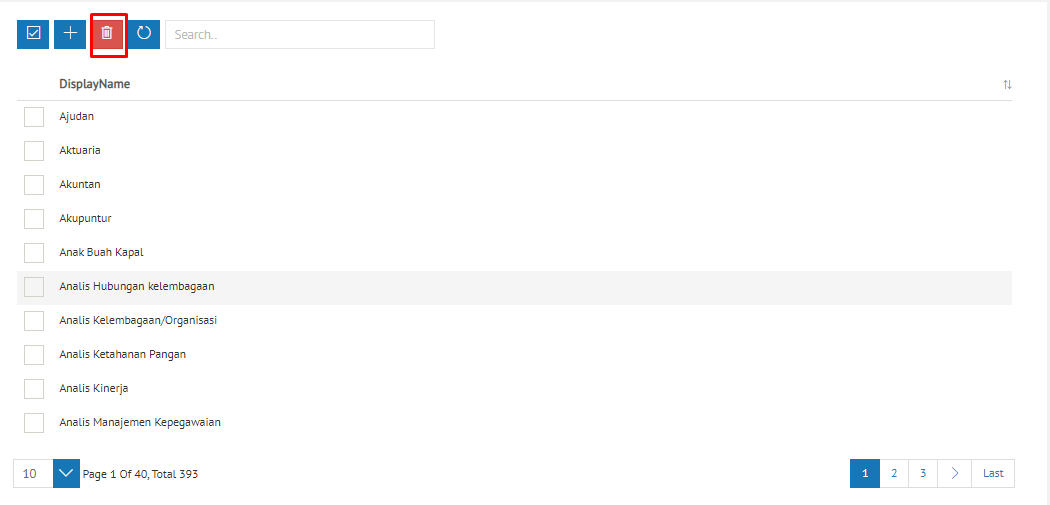 Search..
DisplayName
Ajudan
Aktuaria
Akuntan
Akupuntur
Anak Buah Kapal
Analis Hubungan kelembagaan
Analis Kelembagaan/Organisasi
Analis Ketahanan Pangan
Analis Kinerja
Analis Manajemen Kepegawaian
10 Page 1 Of 40, Total 393 1 2 3 > Last